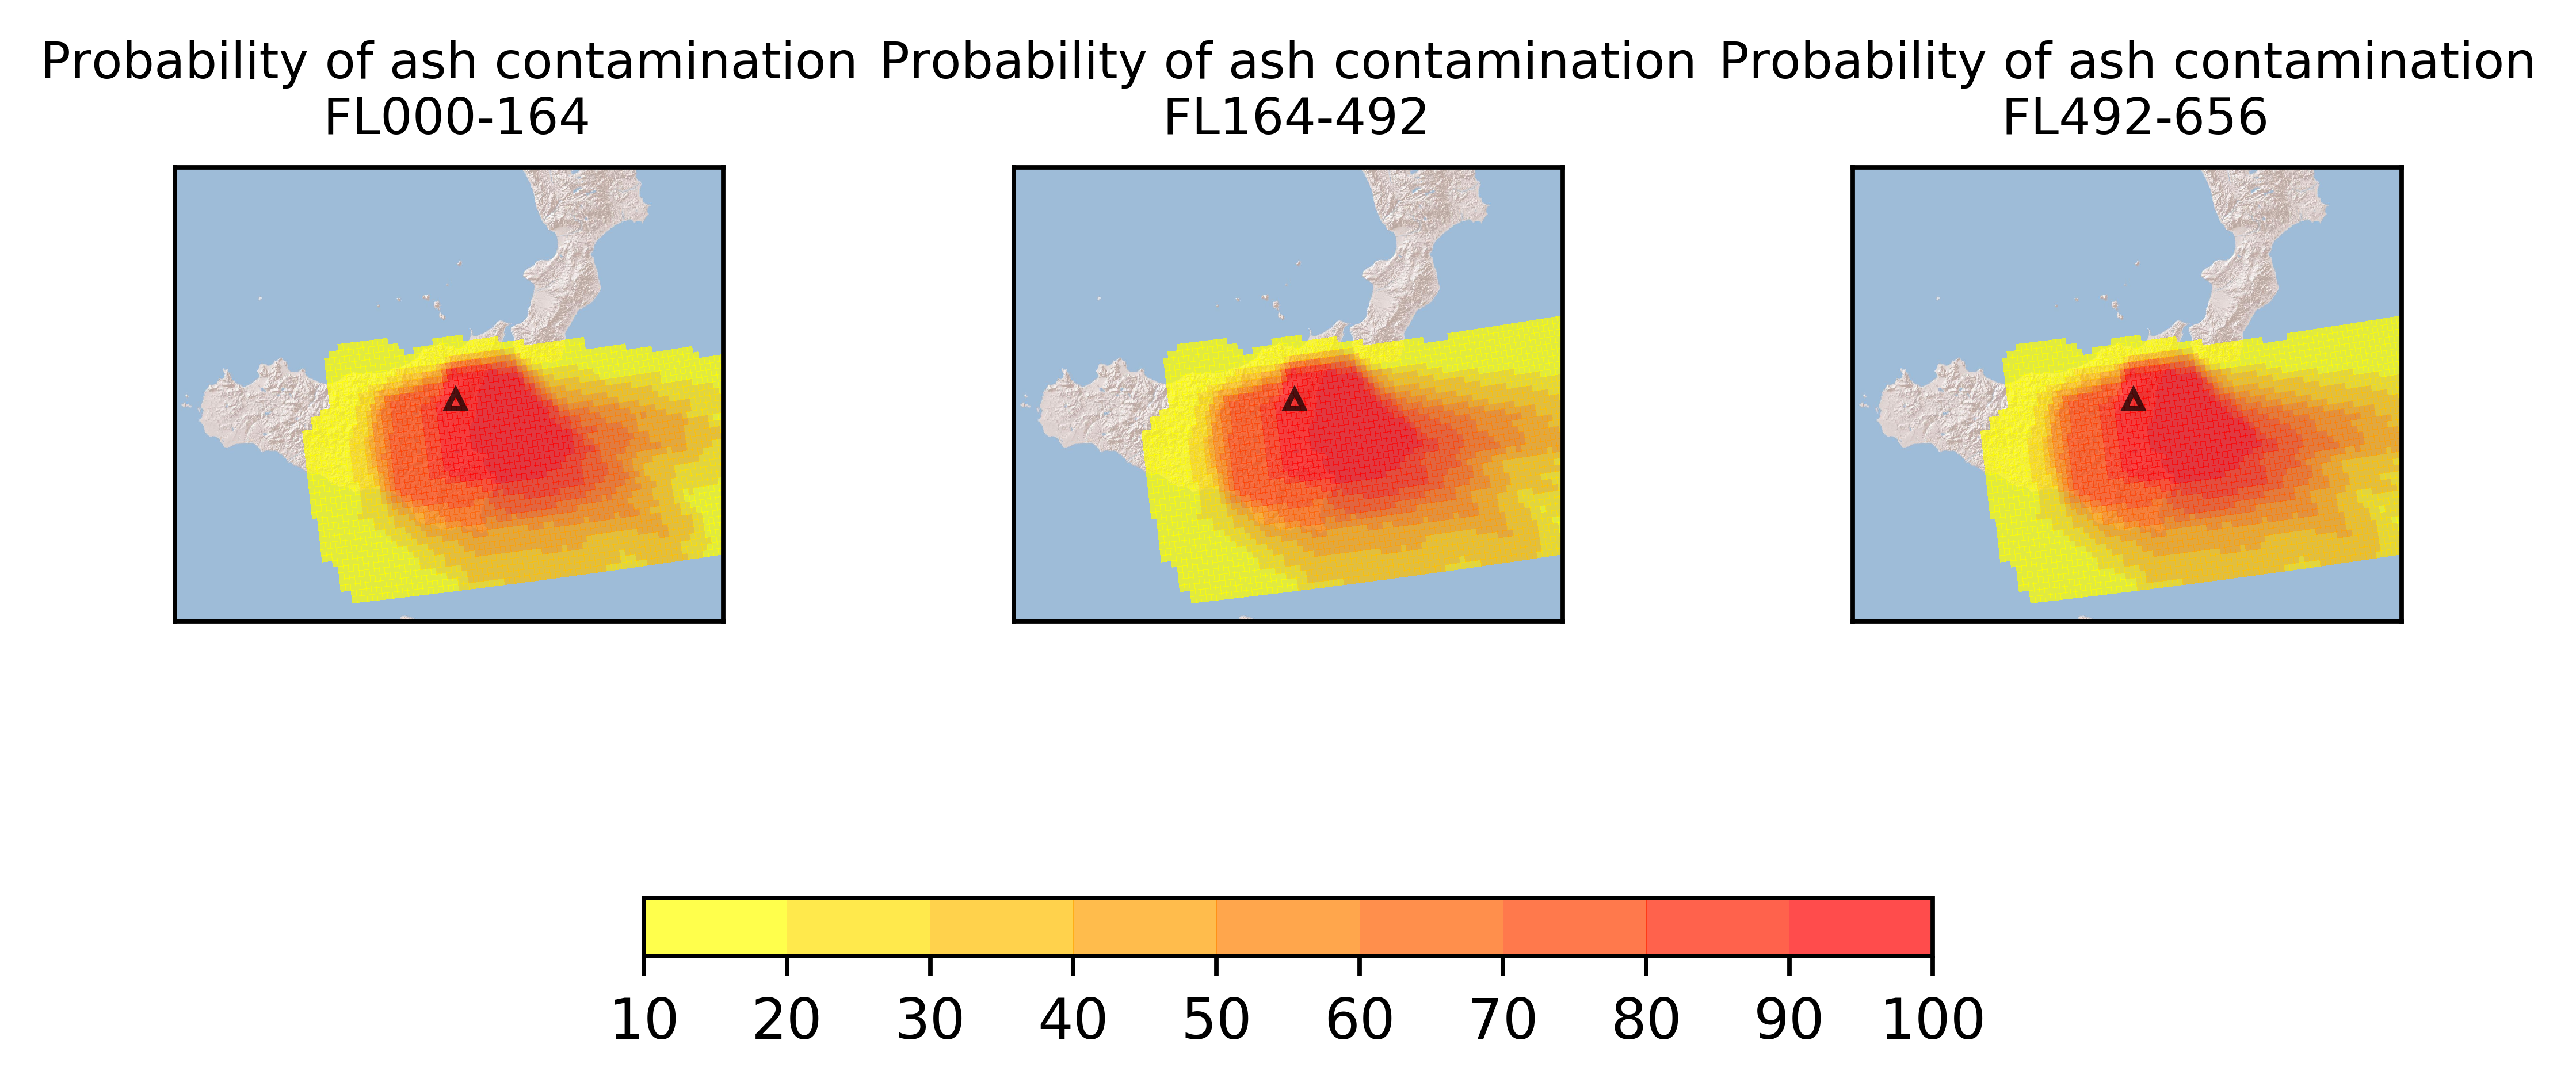 Probability of ash contamination
FL000-164
Probability of ash contamination
FL164-492
Probability of ash contamination
FL492-656
10 20 30 40 50 60 70 80 90 100